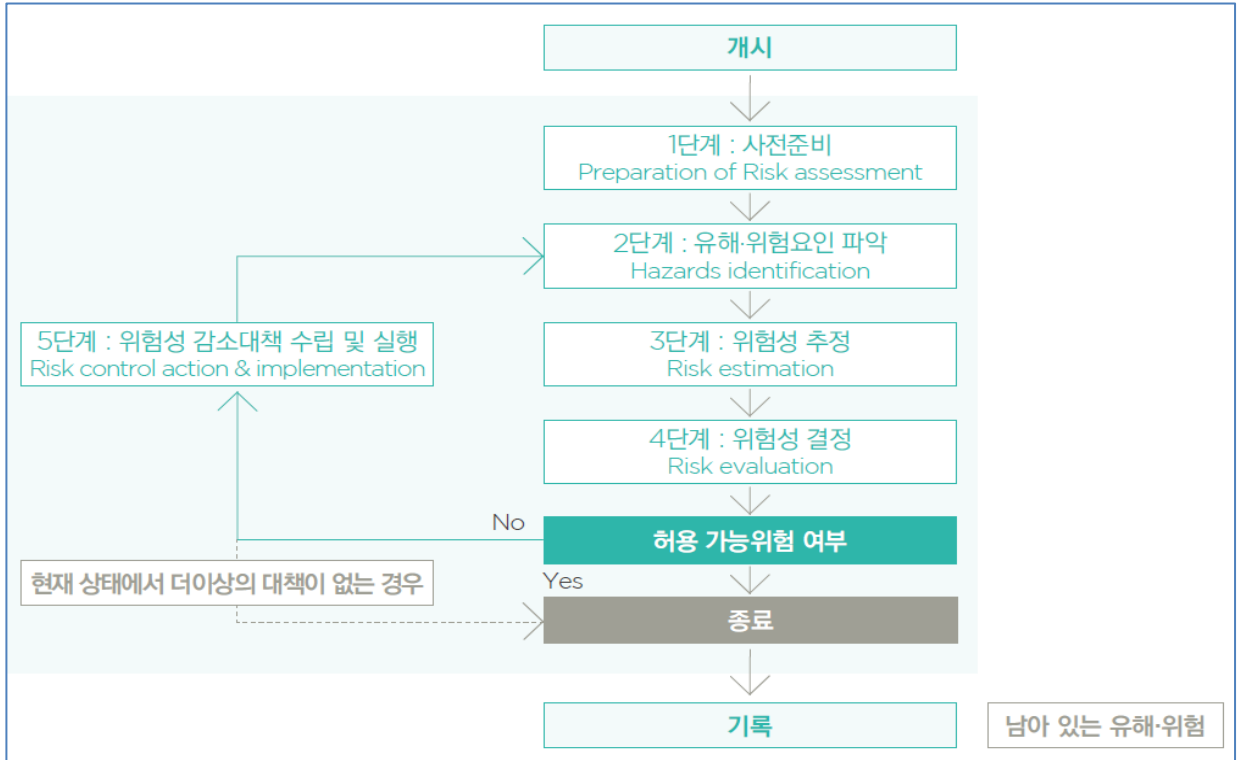 개시
1단계 : 사전준비
Preparation of Risk assessment
2단계 : 유해·위험요인 파악
Hazards identification
5단계 : 위험성 감소대책 수립 및 실행
Risk control action & implementation
3단계 : 위험성 추정
Risk estimation
4단계 : 위험성 결정
Risk evaluation
No
허용 가능위험 여부
현재 상태에서 더이상의 대책이 없는 경우
Yes
종료
기록
남아 있는 유해·위험